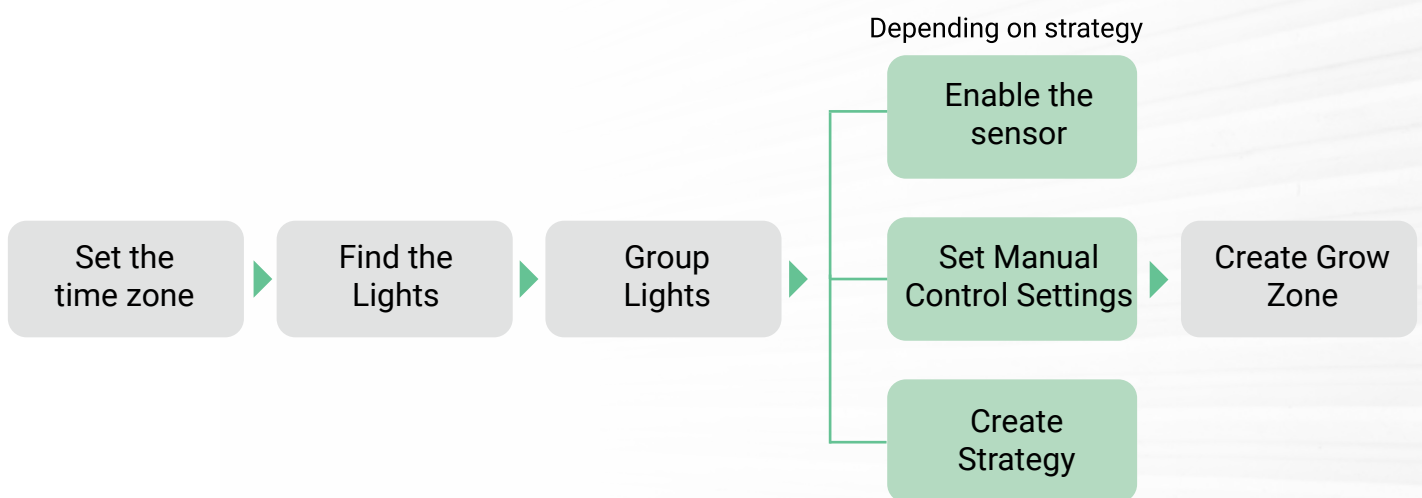 Depending on strategy
Set the
time zone
Find the
Lights
Group
Lights
Enable the
sensor
Set Manual
Control Settings
Create
Strategy
Create Grow
Zone